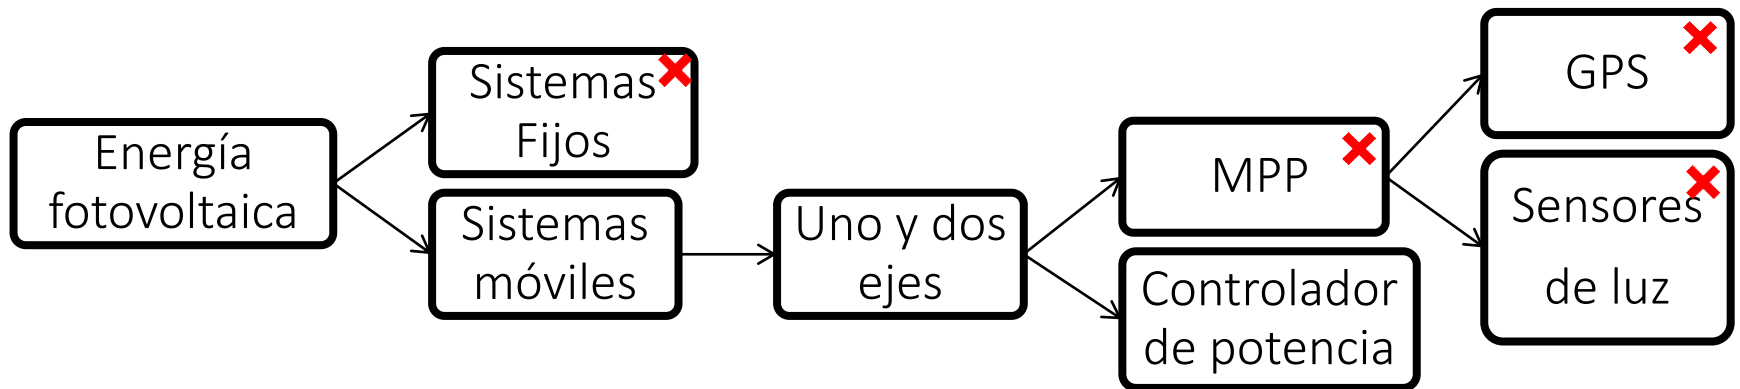 Energía
fotovoltaica
Sistemas
Fijos
Sistemas
móviles
Uno y dos
ejes
MPP
Controlador
de potencia
GPS
Sensores
de luz